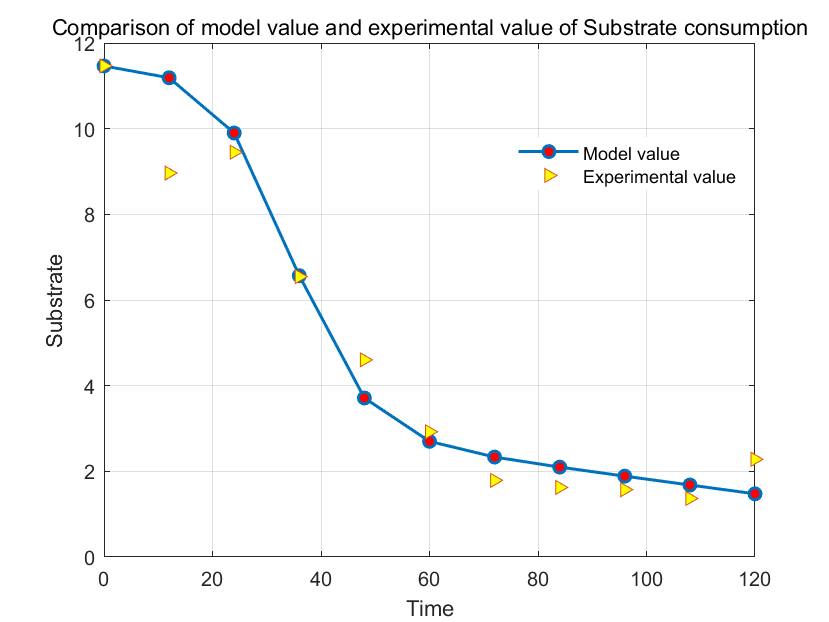 Comparison of model value and experimental value of Substrate consumption
12
10
8
6
4
2
0
Substrate
Model value
Experimental value
0 20 40 60 80 100 120
Time